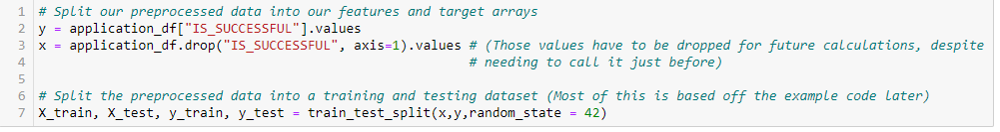 1 # Split our preprocessed data into our features and target arrays
2 y = application_df["IS_SUCCESSFUL"].values
3 x = application_df.drop("IS_SUCCESSFUL", axis=1).values # (Those values have to be dropped for future calculations, despite
4 # needing to call it just before)
5
6 # Split the preprocessed data into a training and testing dataset (Most of this is based off the example code later)
7 X_train, X_test, y_train, y_test = train_test_split(x,y,random_state = 42)